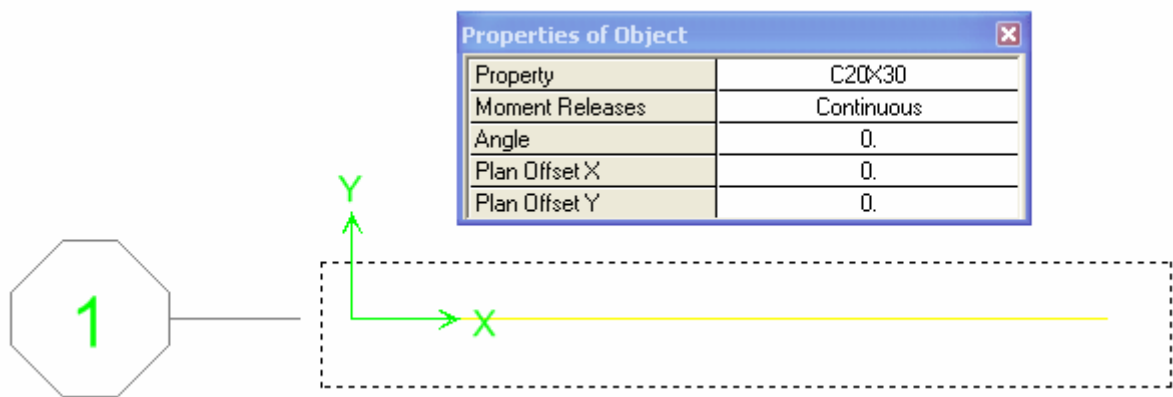 Properties of Object
Property C20X30
Moment Releases Continuous
Angle 0.
Plan Offset X 0.
Plan Offset Y 0.
Y
1
X